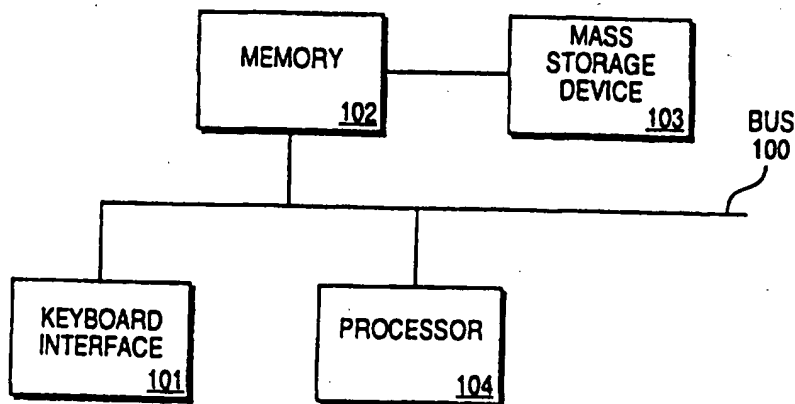 MEMORY
102
MASS
STORAGE
DEVICE
103
BUS
100
KEYBOARD
INTERFACE
101
PROCESSOR
104